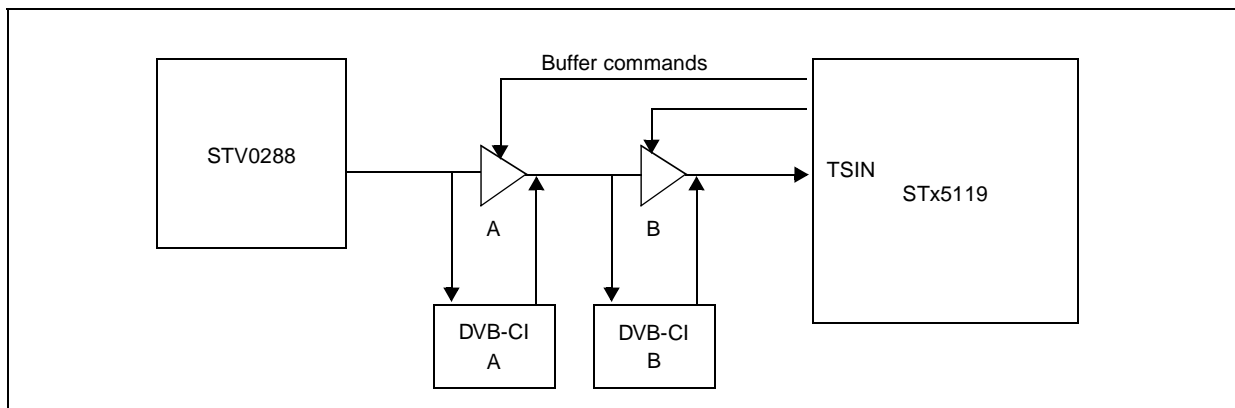 Buffer commands
STV0288
TSIN
STx5119
A
B
DVB-CI
A
DVB-CI
B